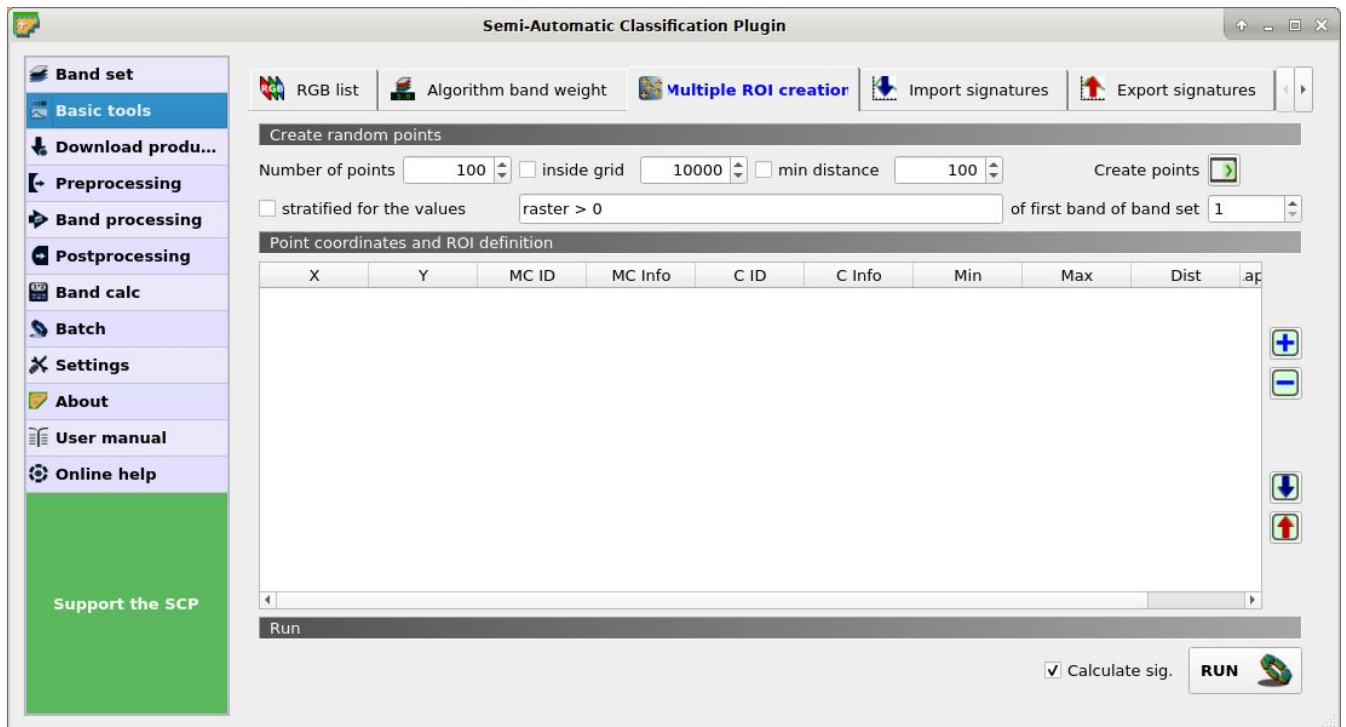 Semi-Automatic Classification Plugin
Band set
Basic tools
Download produ...
Preprocessing
Band processing
Postprocessing
Band calc
Batch
Settings
About
User manual
Online help
Support the SCP
RGB list
Algorithm band weight
Multiple ROI creation
Import signatures
Export signatures
Create random points
Number of points 100 inside grid 10000 min distance 100 Create points
stratified for the values raster > 0 of first band of band set 1
Point coordinates and ROI definition
X Y MC ID MC Info C ID C Info Min Max Dist .ap
Run
Calculate sig. RUN